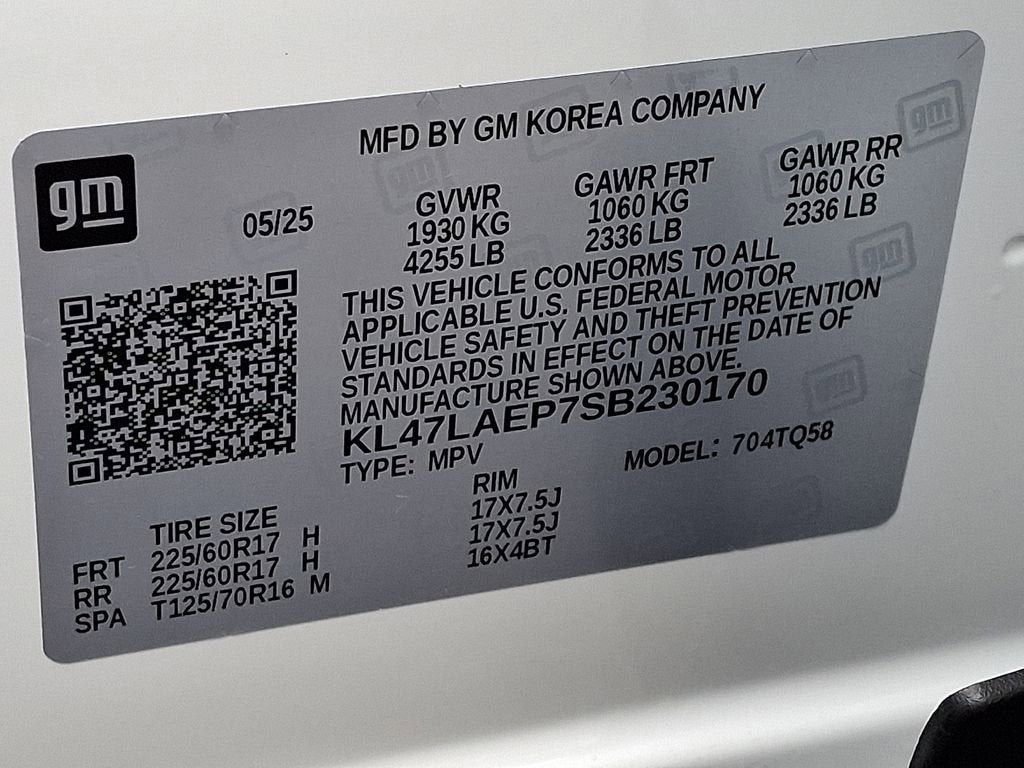 MFD BY GM KOREA COMPANY
gm
05/25
GVWR GAWR FRT GAWR RR
1930 KG 1060 KG 1060 KG
4255 LB 2336 LB 2336 LB
THIS VEHICLE CONFORMS TO ALL
APPLICABLE U.S. FEDERAL MOTOR
VEHICLE SAFETY AND THEFT PREVENTION
STANDARDS IN EFFECT ON THE DATE OF
MANUFACTURE SHOWN ABOVE.
KL47LAEP7SB230170
TYPE: MPV MODEL: 704TQ58
TIRE SIZE RIM
FRT 225/60R17 H 17X7.5J
RR 225/60R17 H 17X7.5J
SPA T125/70R16 M 16X4BT